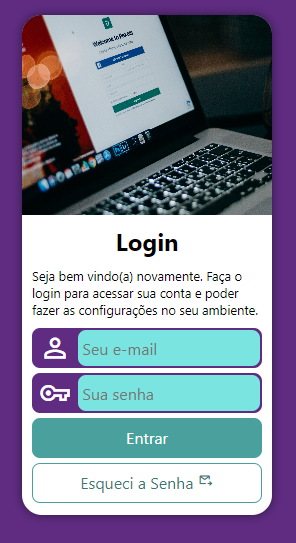 Login
Seja bem vindo(a) novamente. Faça o
login para acessar sua conta e poder
fazer as configurações no seu ambiente.
Seu e-mail
Sua senha
Entrar
Esqueci a Senha